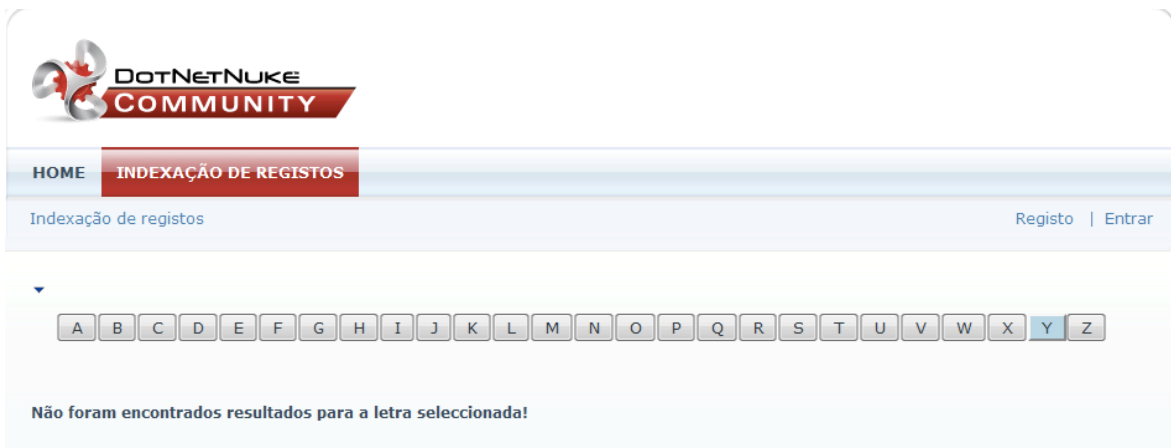 DotNetNuke
COMMUNITY
HOME INDEXAÇÃO DE REGISTOS
Indexação de registos Registo | Entrar
A B C D E F G H I J K L M N O P Q R S T U V W X Y Z
Não foram encontrados resultados para a letra seleccionada!